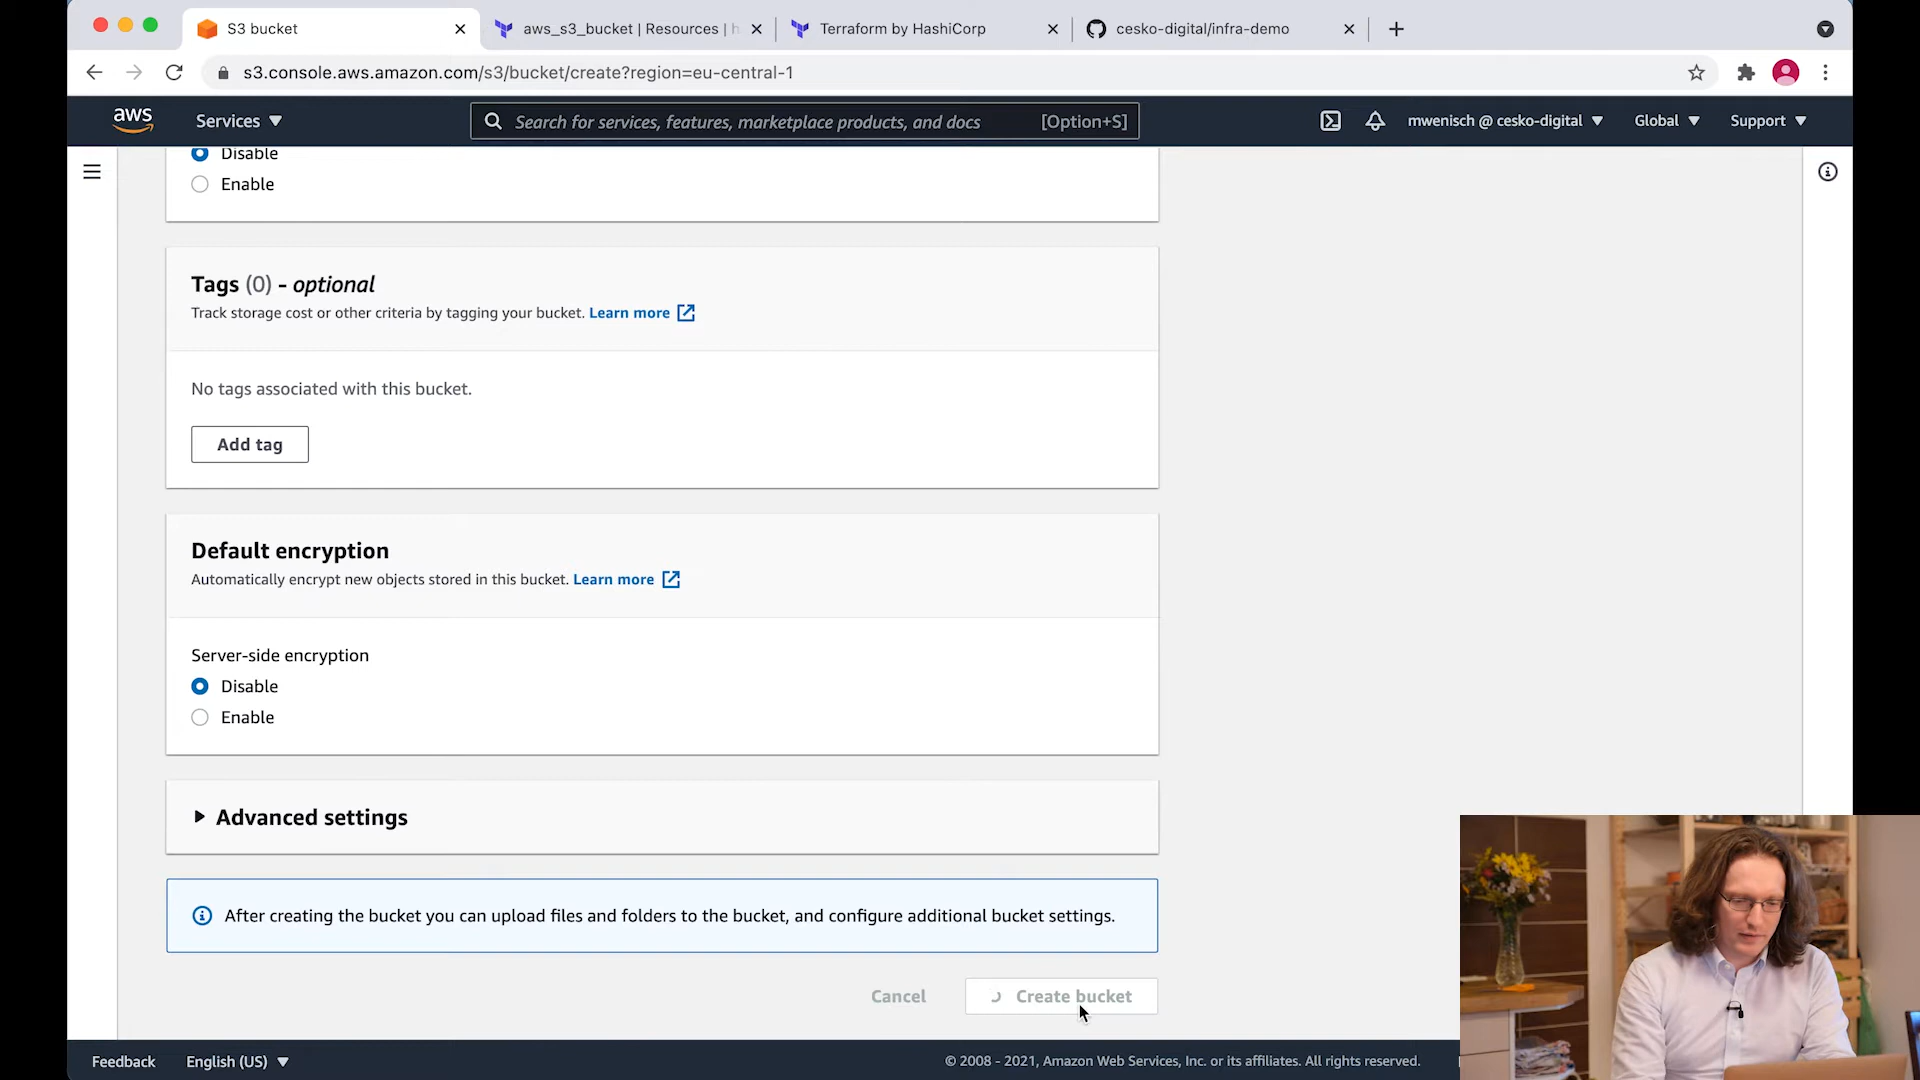 S3 bucket
aws_s3_bucket | Resources | h
Terraform by HashiCorp
cesko-digital/infra-demo
s3.console.aws.amazon.com/s3/bucket/create?region=eu-central-1
aws
Services
Search for services, features, marketplace products, and docs
[Option+S]
mwenisch @ cesko-digital
Global
Support
Disable
Enable
Tags (0) - optional
Track storage cost or other criteria by tagging your bucket. Learn more
No tags associated with this bucket.
Add tag
Default encryption
Automatically encrypt new objects stored in this bucket. Learn more
Server-side encryption
Disable
Enable
Advanced settings
After creating the bucket you can upload files and folders to the bucket, and configure additional bucket settings.
Cancel
Create bucket
Feedback
English (US)
© 2008 - 2021, Amazon Web Services, Inc. or its affiliates. All rights reserved.